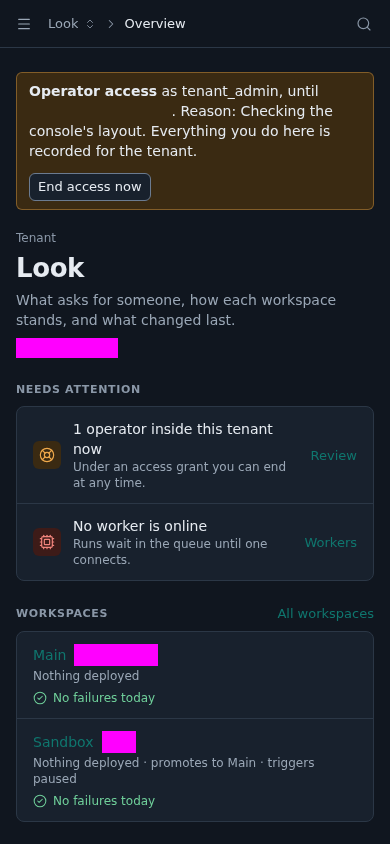 Look
Overview
Operator access as tenant_admin, until
. Reason: Checking the
console's layout. Everything you do here is
recorded for the tenant.
End access now
Tenant
Look
What asks for someone, how each workspace
stands, and what changed last.
NEEDS ATTENTION
1 operator inside this tenant
now
Under an access grant you can end
at any time.
Review
No worker is online
Runs wait in the queue until one
connects.
Workers
WORKSPACES
All workspaces
Main
Nothing deployed
No failures today
Sandbox
Nothing deployed · promotes to Main · triggers
paused
No failures today